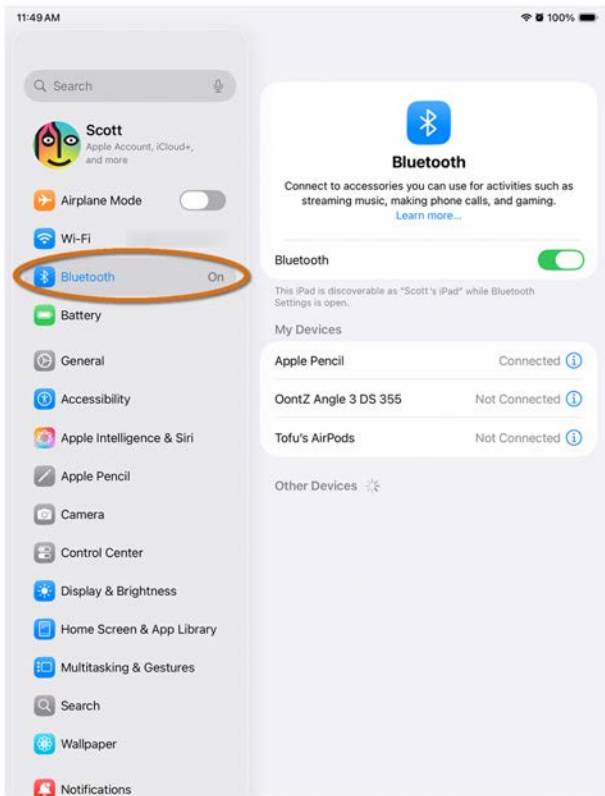 11:49 AM
100%
Search
Scott
Apple Account, iCloud+,
and more
Airplane Mode
Wi-Fi
Bluetooth On
Battery
General
Accessibility
Apple Intelligence & Siri
Apple Pencil
Camera
Control Center
Display & Brightness
Home Screen & App Library
Multitasking & Gestures
Search
Wallpaper
Notifications
Bluetooth
Connect to accessories you can use for activities such as
streaming music, making phone calls, and gaming.
Learn more...
Bluetooth
This iPad is discoverable as "Scott's iPad" while Bluetooth
Settings is open.
My Devices
Apple Pencil Connected
OontZ Angle 3 DS 355 Not Connected
Tofu's AirPods Not Connected
Other Devices